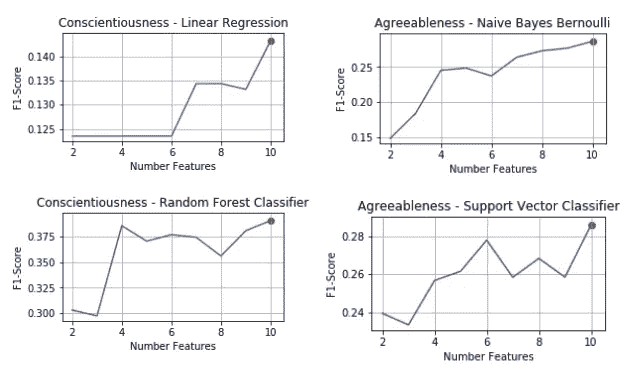 Conscientiousness - Linear Regression
0.140
0.135
0.130
0.125
F1-Score
2 4 6 8 10
Number Features
Agreeableness - Naive Bayes Bernoulli
0.25
0.20
0.15
F1-Score
2 4 6 8 10
Number Features
Conscientiousness - Random Forest Classifier
0.375
0.350
0.325
0.300
F1-Score
2 4 6 8 10
Number Features
Agreeableness - Support Vector Classifier
0.28
0.26
0.24
F1-Score
2 4 6 8 10
Number Features